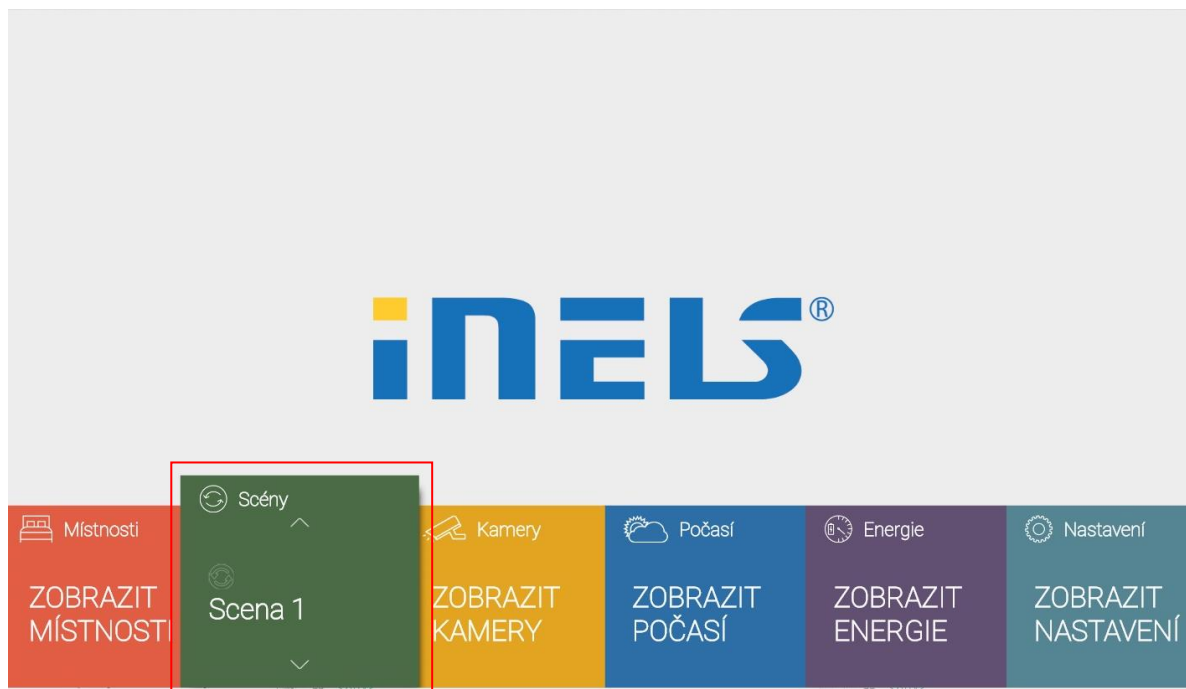 iNELS®
Místnosti
ZOBRAZIT
MÍSTNOSTI
Scény
Scena 1
Kamery
ZOBRAZIT
KAMERY
Počasí
ZOBRAZIT
POČASÍ
Energie
ZOBRAZIT
ENERGIE
Nastavení
ZOBRAZIT
NASTAVENÍ